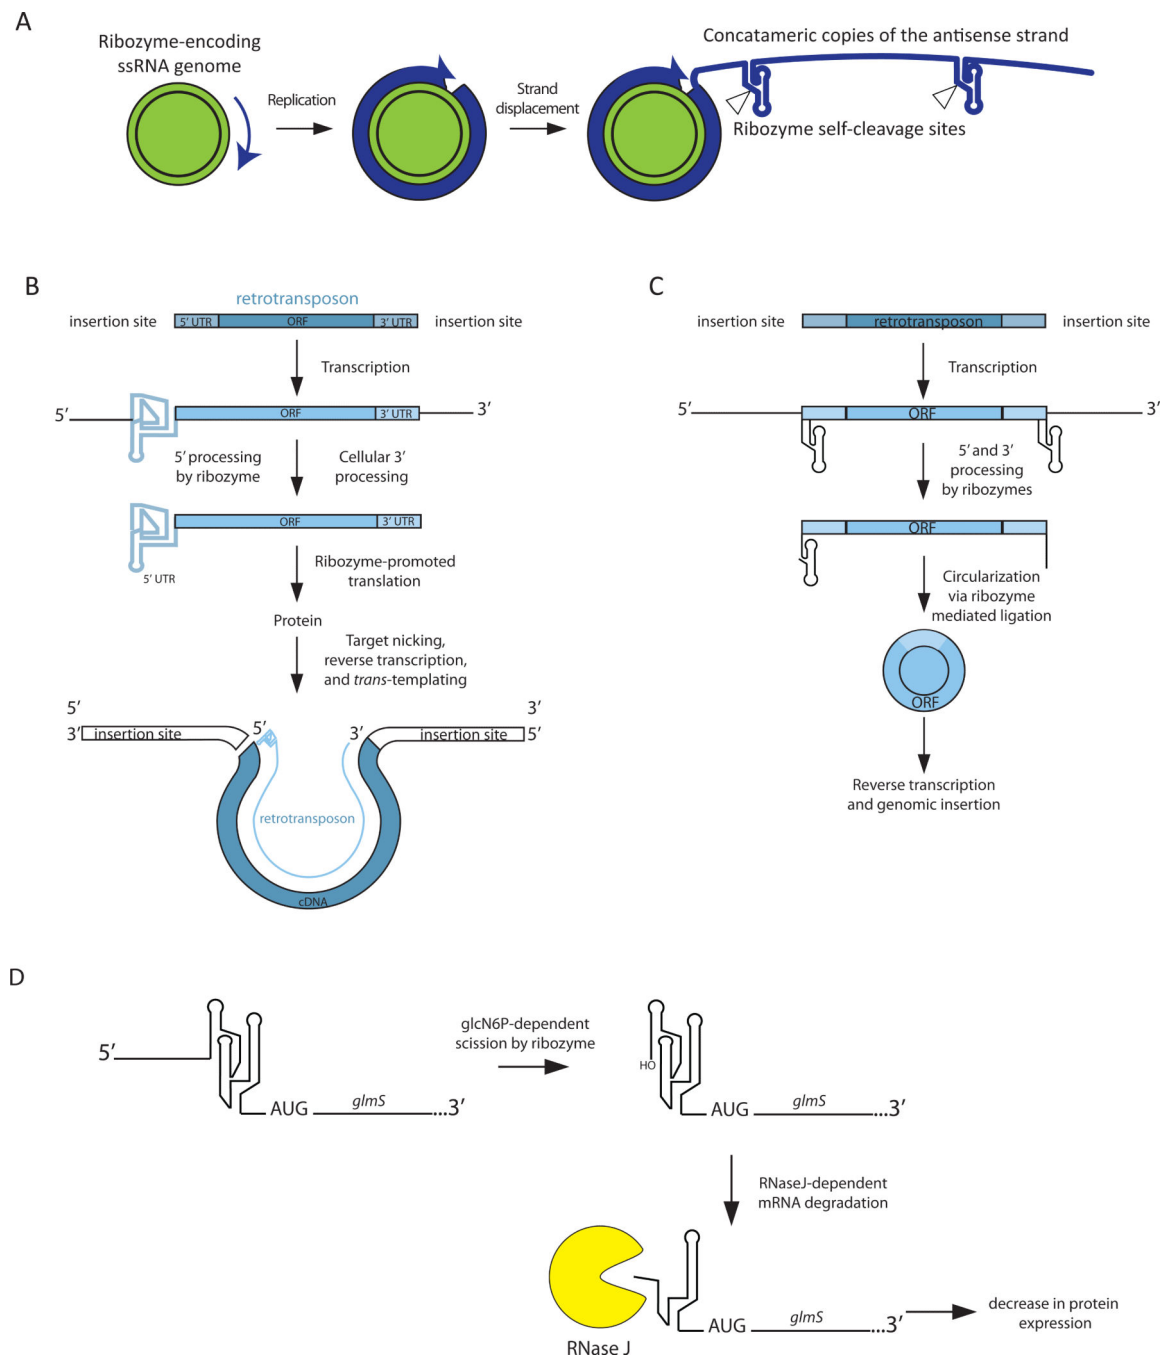 A
Ribozyme-encoding
ssRNA genome
Replication
Strand
displacement
Concatameric copies of the antisense strand
Ribozyme self-cleavage sites
B
retrotransposon
insertion site
5′ UTR
ORF
3′ UTR
insertion site
Transcription
5′
ORF
3′ UTR
3′
5′ processing
by ribozyme
Cellular 3′
processing
ORF
3′ UTR
5′ UTR
Ribozyme-promoted
translation
Protein
Target nicking,
reverse transcription,
and trans-templating
5′
3′
3′
insertion site
5′
3′
insertion site
5′
retrotransposon
cDNA
C
insertion site
retrotransposon
insertion site
Transcription
5′
ORF
3′
5′ and 3′
processing
by ribozymes
ORF
Circularization
via ribozyme
mediated ligation
ORF
Reverse transcription
and genomic insertion
D
5′
AUG
glmS
...3′
glcN6P-dependent
scission by ribozyme
HO
AUG
glmS
...3′
RNaseJ-dependent
mRNA degradation
RNase J
AUG
glmS
...3′
decrease in protein
expression